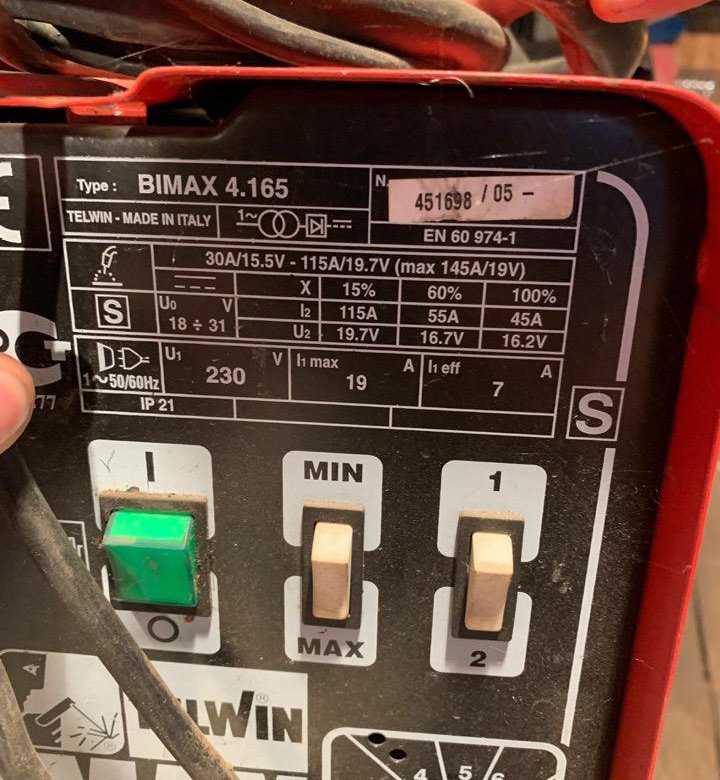 Type : BIMAX 4.165
N.
451698 / 05 -
TELWIN - MADE IN ITALY
1~
EN 60 974-1
30A/15.5V - 115A/19.7V (max 145A/19V)
X 15% 60% 100%
S
U0 V
18 ÷ 31
I2 115A 55A 45A
U2 19.7V 16.7V 16.2V
1~50/60Hz
U1 230 V
I1 max 19 A
I1 eff 7 A
IP 21
S
I
MIN
1
O
MAX
2
TELWIN
4 5 6